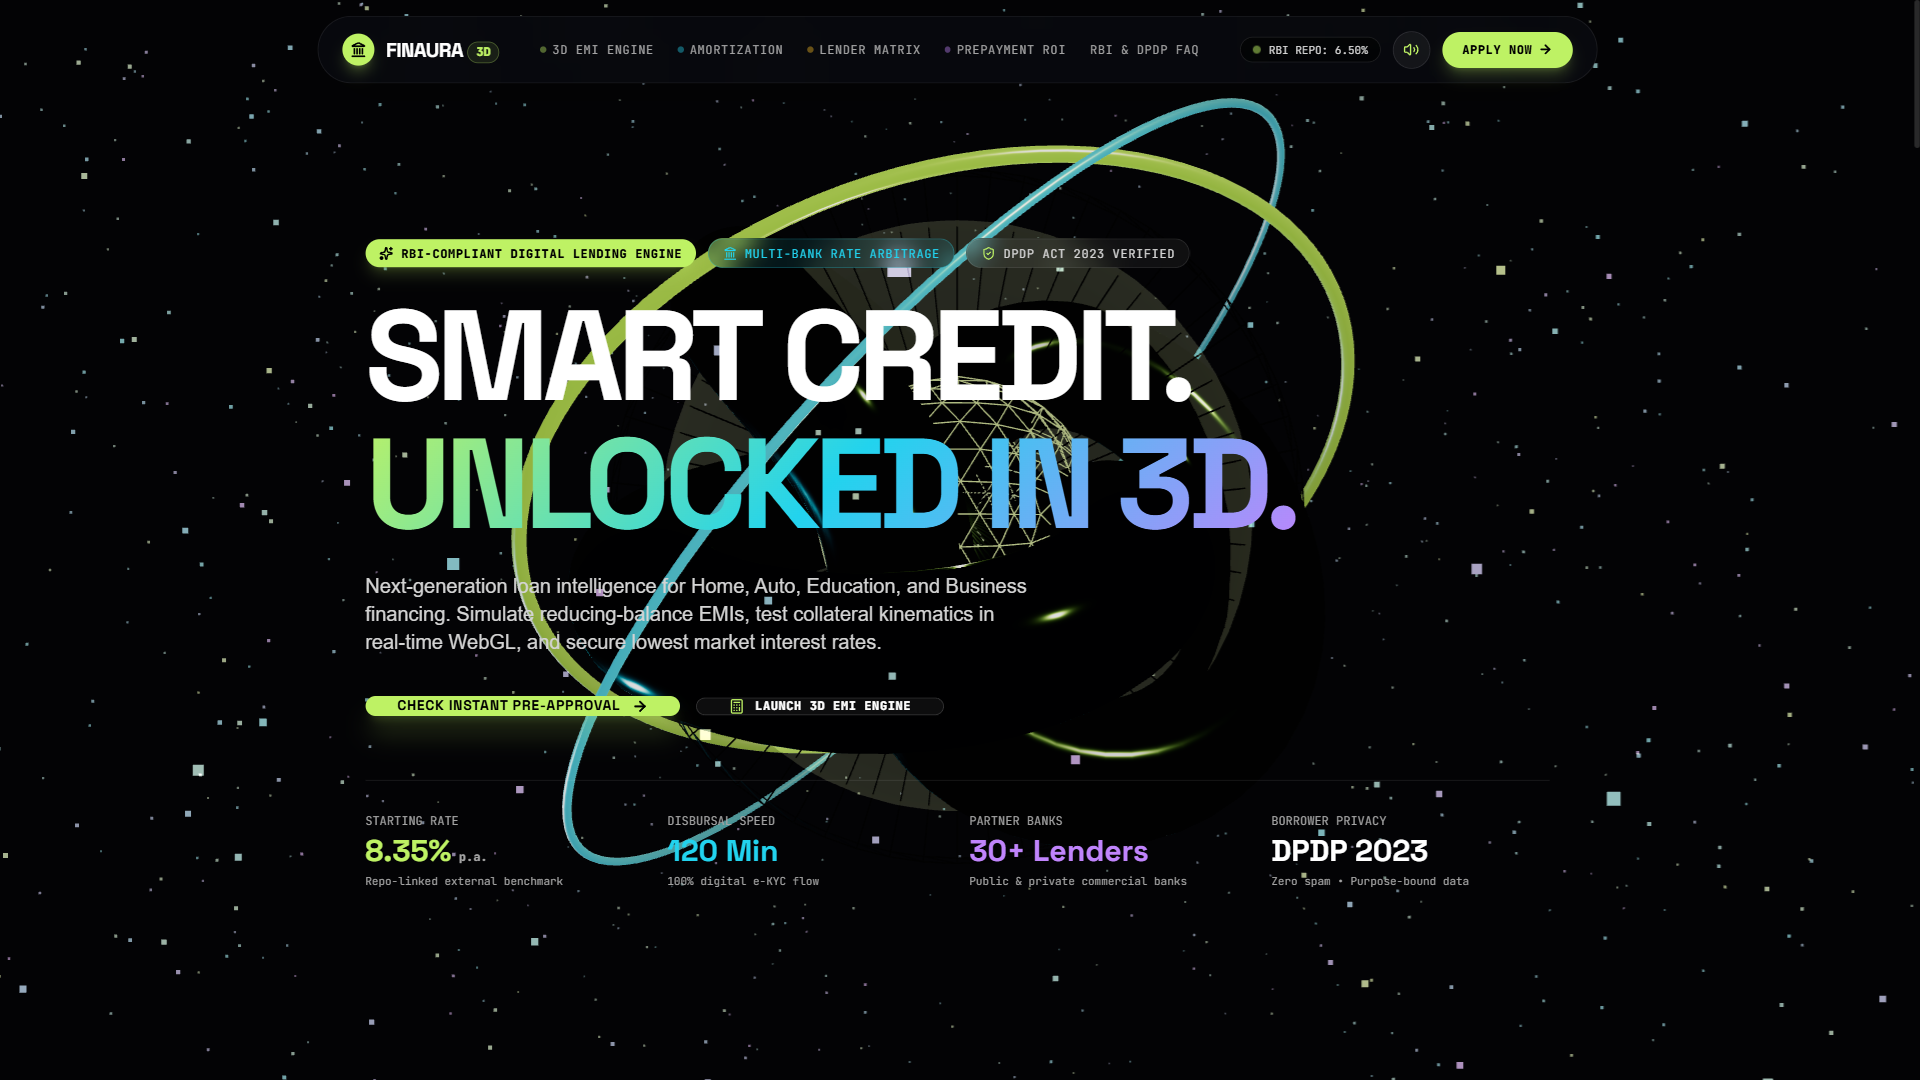 FINAURA 3D
3D EMI ENGINE
AMORTIZATION
LENDER MATRIX
PREPAYMENT ROI
RBI & DPDP FAQ
RBI REPO: 6.50%
APPLY NOW →
RBI-COMPLIANT DIGITAL LENDING ENGINE
MULTI-BANK RATE ARBITRAGE
DPDP ACT 2023 VERIFIED
SMART CREDIT.
UNLOCKED IN 3D.
Next-generation loan intelligence for Home, Auto, Education, and Business
financing. Simulate reducing-balance EMIs, test collateral kinematics in
real-time WebGL, and secure lowest market interest rates.
CHECK INSTANT PRE-APPROVAL →
LAUNCH 3D EMI ENGINE
STARTING RATE
8.35% p.a.
Repo-linked external benchmark
DISBURSAL SPEED
120 Min
100% digital e-KYC flow
PARTNER BANKS
30+ Lenders
Public & private commercial banks
BORROWER PRIVACY
DPDP 2023
Zero spam • Purpose-bound data